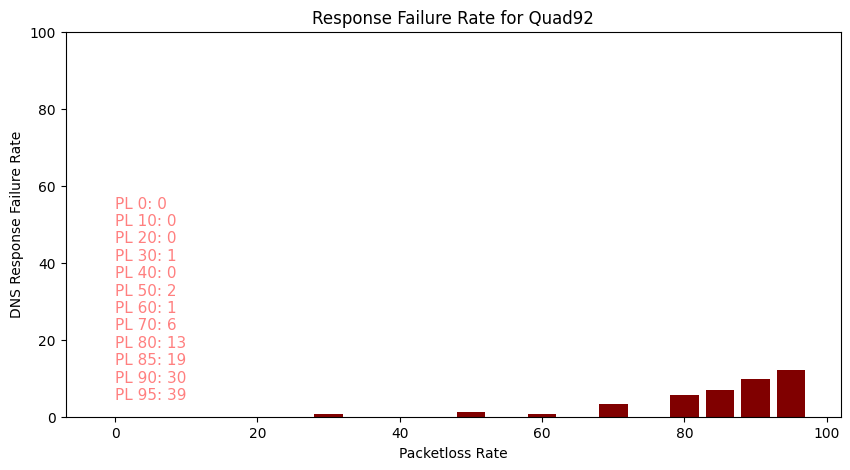 Response Failure Rate for Quad92
100
80
60
40
20
0
DNS Response Failure Rate
PL 0: 0
PL 10: 0
PL 20: 0
PL 30: 1
PL 40: 0
PL 50: 2
PL 60: 1
PL 70: 6
PL 80: 13
PL 85: 19
PL 90: 30
PL 95: 39
0 20 40 60 80 100
Packetloss Rate